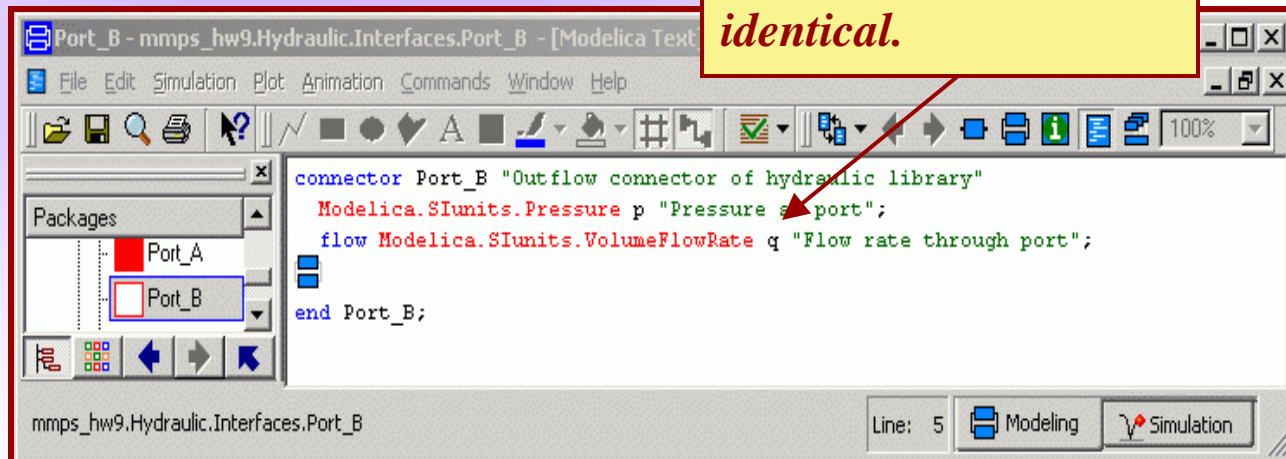 identical.
Port_B - mmps_hw9.Hydraulic.Interfaces.Port_B - [Modelica Text]
File Edit Simulation Plot Animation Commands Window Help
100%
connector Port_B "Outflow connector of hydraulic library"
Packages
Modelica.SIunits.Pressure p "Pressure at port";
Port_A
flow Modelica.SIunits.VolumeFlowRate q "Flow rate through port";
Port_B
end Port_B;
mmps_hw9.Hydraulic.Interfaces.Port_B
Line: 5
Modeling
Simulation